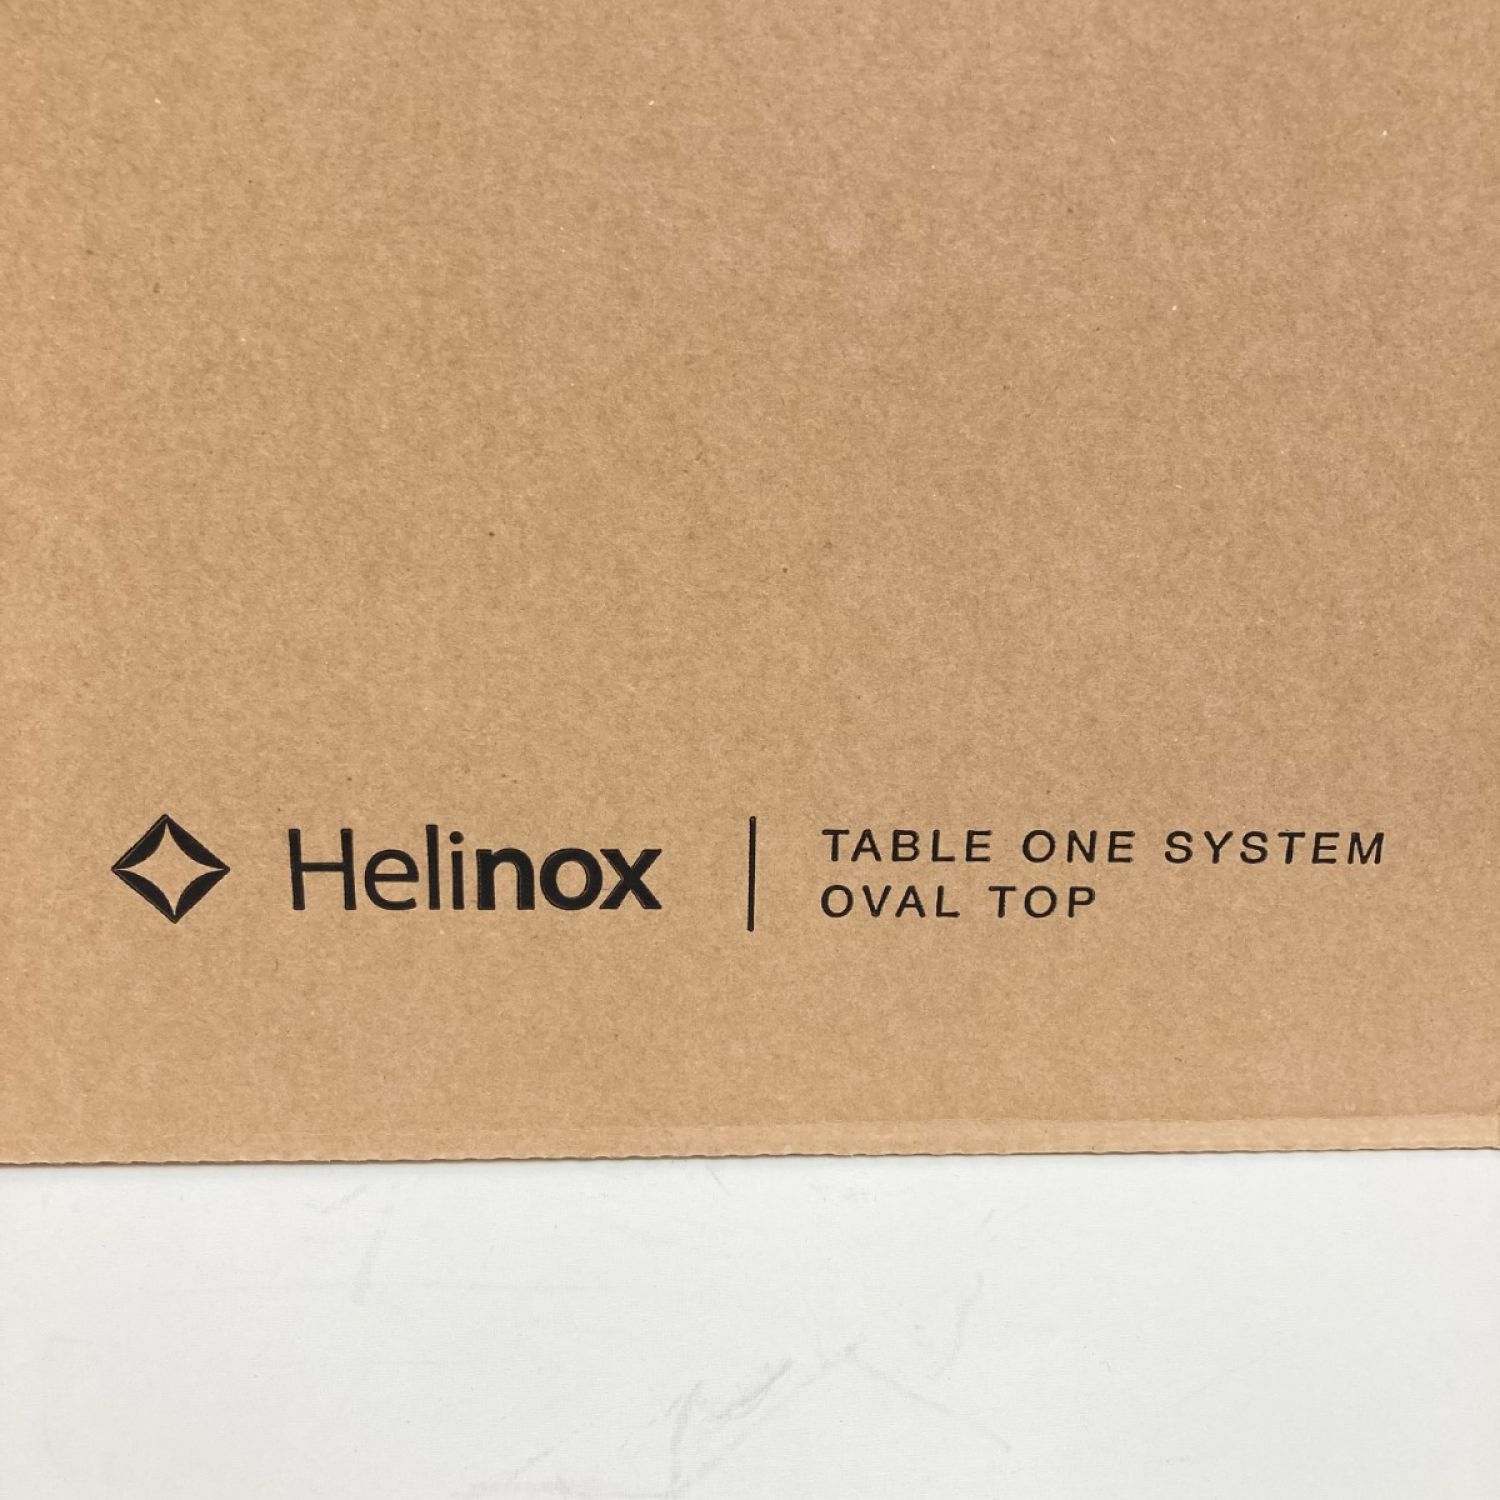 Helinox
TABLE ONE SYSTEM
OVAL TOP